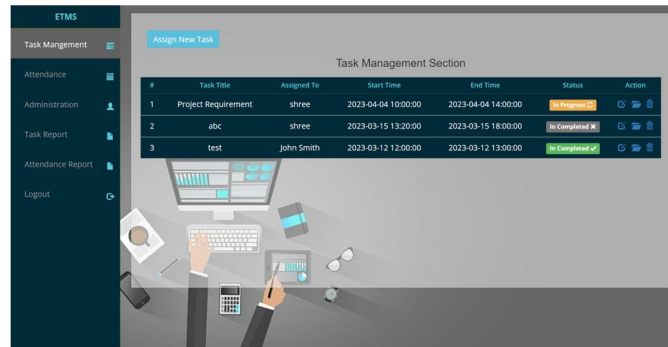 ETMS
Task Mangement
Attendance
Administration
Task Report
Attendance Report
Logout
Assign New Task
Task Management Section
# Task Title Assigned To Start Time End Time Status Action
1 Project Requirement shree 2023-04-04 10:00:00 2023-04-04 14:00:00 In Progress
2 abc shree 2023-03-15 13:20:00 2023-03-15 18:00:00 In Completed
3 test John Smith 2023-03-12 12:00:00 2023-03-12 13:00:00 In Completed